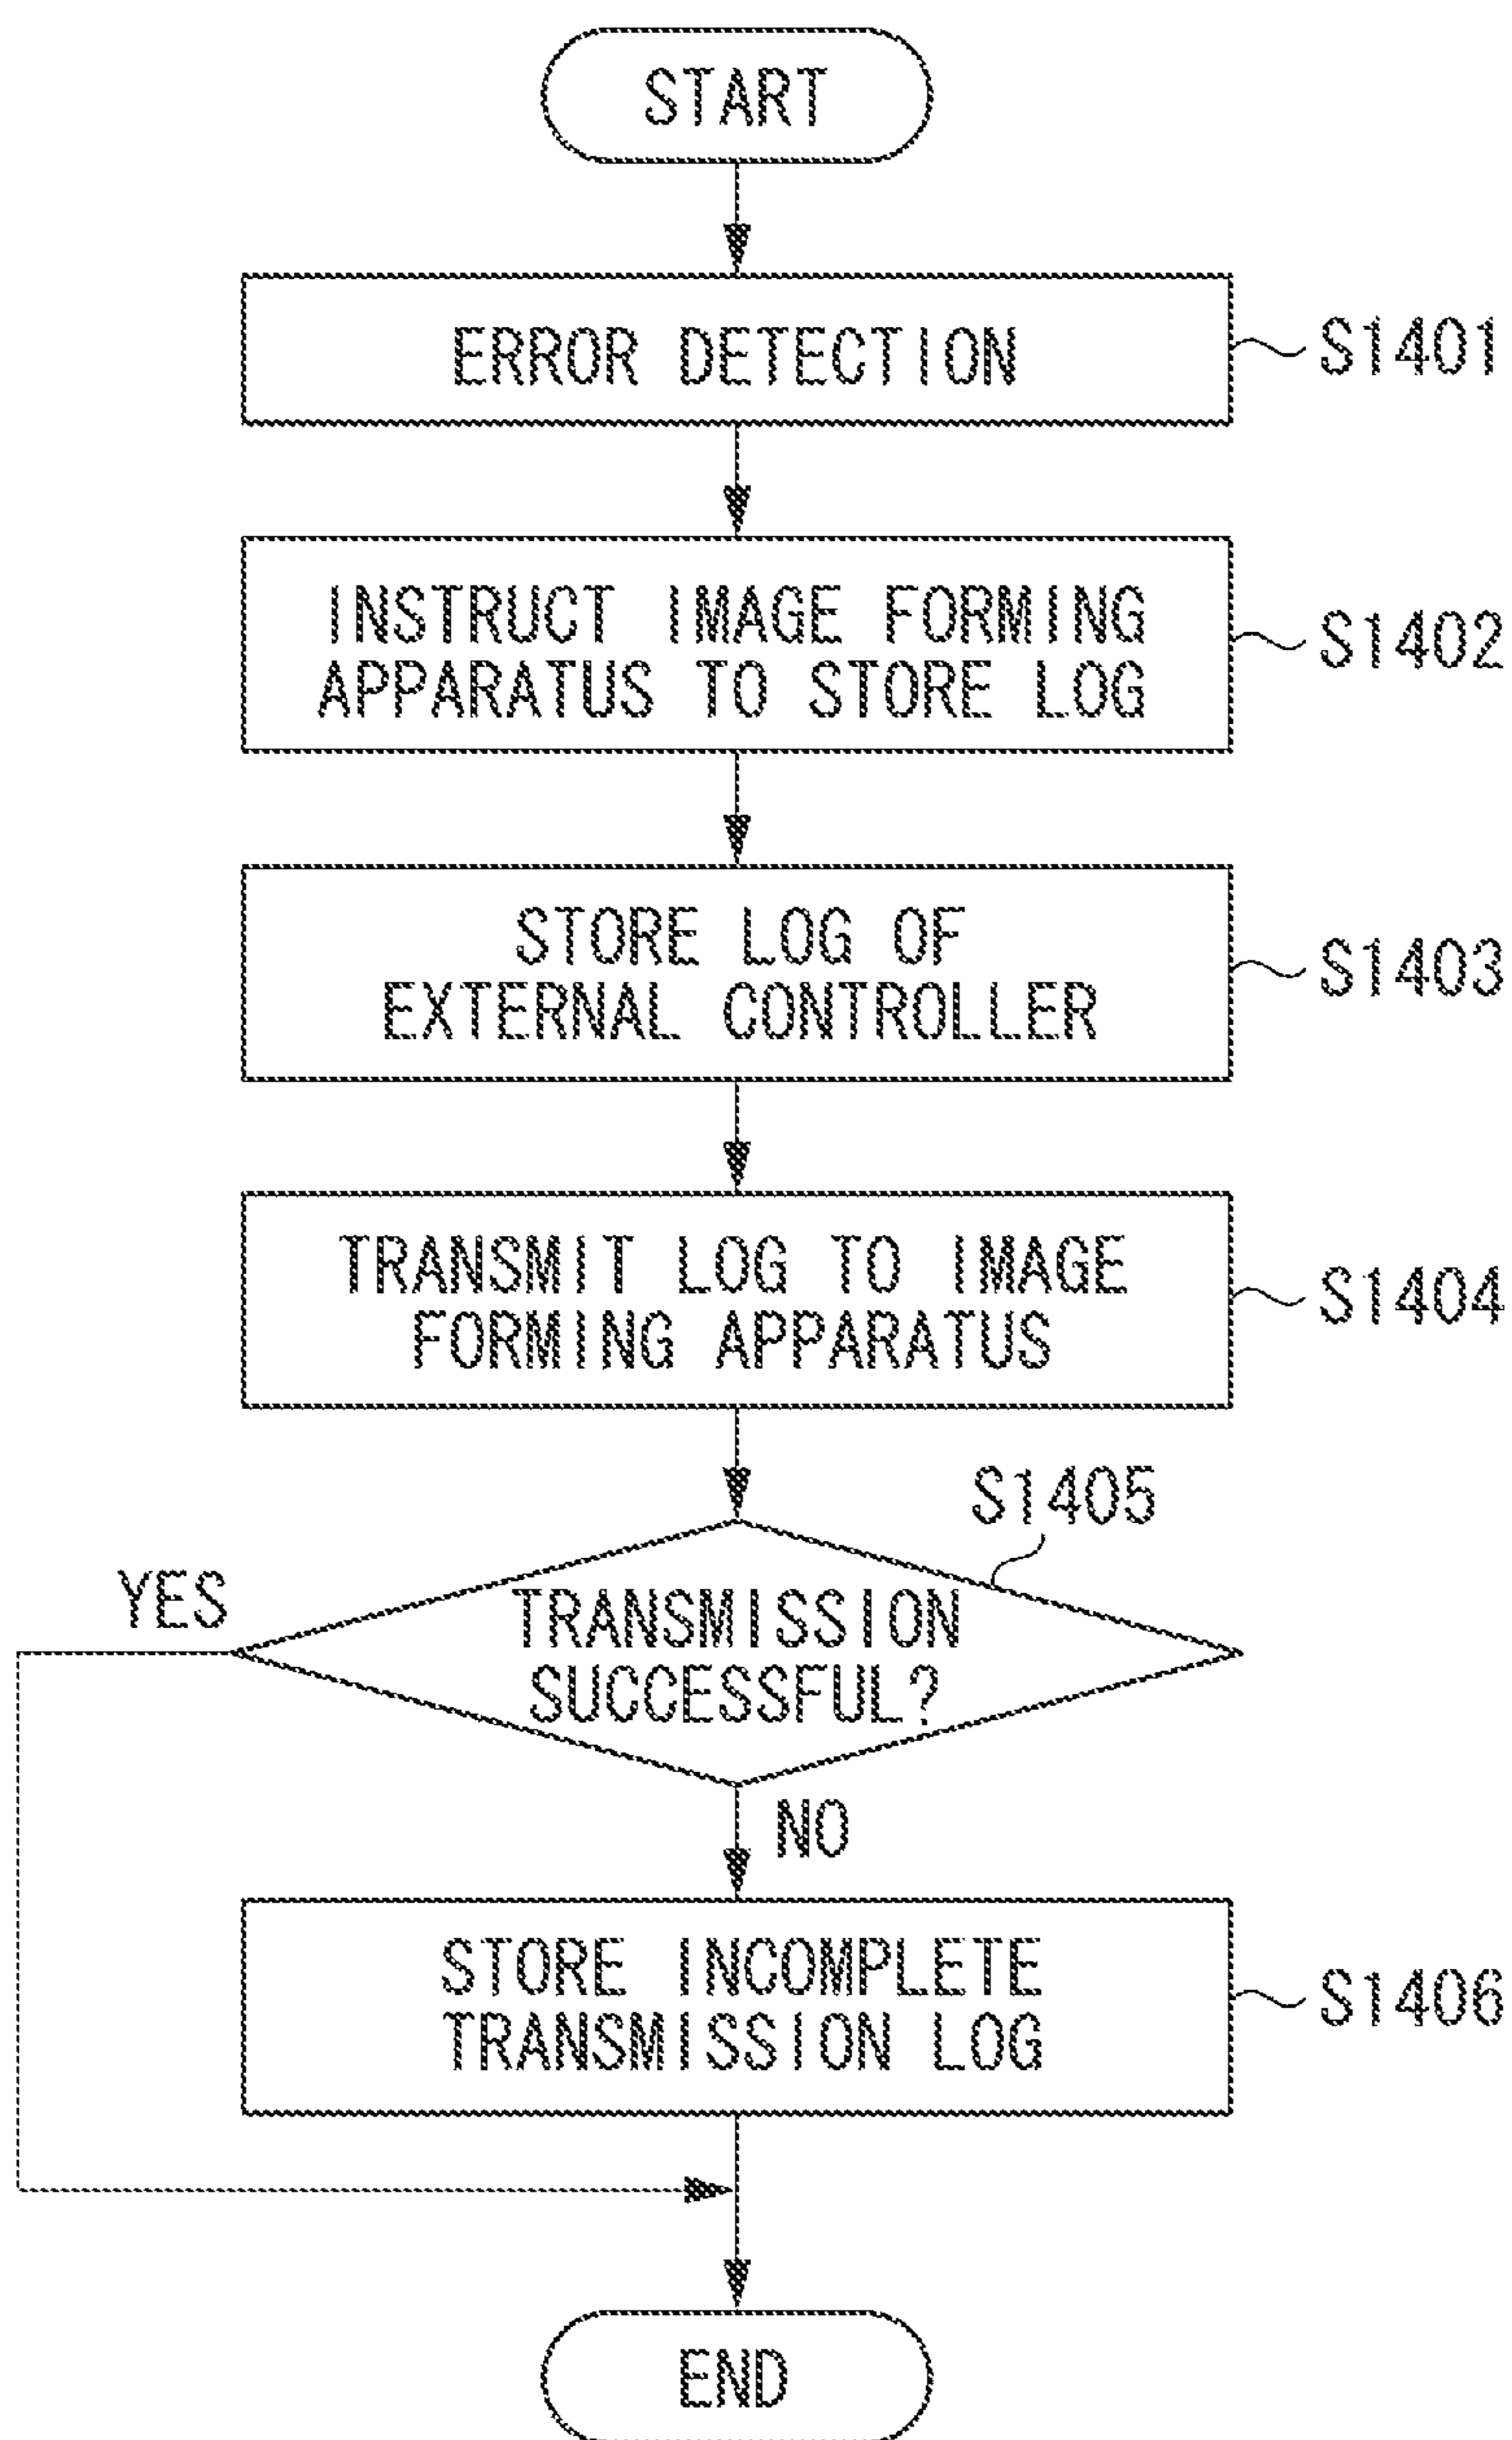 START
ERROR DETECTION
S1401
INSTRUCT IMAGE FORMING
APPARATUS TO STORE LOG
S1402
STORE LOG OF
EXTERNAL CONTROLLER
S1403
TRANSMIT LOG TO IMAGE
FORMING APPARATUS
S1404
S1405
YES
TRANSMISSION
SUCCESSFUL?
NO
STORE INCOMPLETE
TRANSMISSION LOG
S1406
END